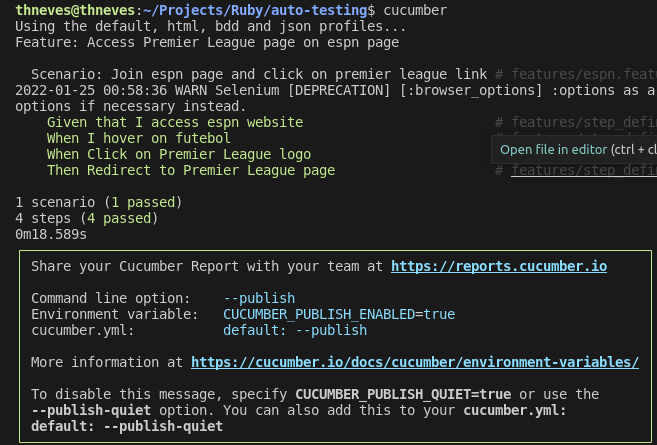 thneves@thneves:~/Projects/Ruby/auto-testing$ cucumber
Using the default, html, bdd and json profiles...
Feature: Access Premier League page on espn page
Scenario: Join espn page and click on premier league link # features/espn.feat
2022-01-25 00:58:36 WARN Selenium [DEPRECATION] [:browser_options] :options as a
options if necessary instead.
Given that I access espn website # features/step_defi
When I hover on futebol
When Click on Premier League logo
Open file in editor (ctrl + cl
Then Redirect to Premier League page # features/step_defi
1 scenario (1 passed)
4 steps (4 passed)
0m18.589s
Share your Cucumber Report with your team at https://reports.cucumber.io
Command line option: --publish
Environment variable: CUCUMBER_PUBLISH_ENABLED=true
cucumber.yml: default: --publish
More information at https://cucumber.io/docs/cucumber/environment-variables/
To disable this message, specify CUCUMBER_PUBLISH_QUIET=true or use the
--publish-quiet option. You can also add this to your cucumber.yml:
default: --publish-quiet